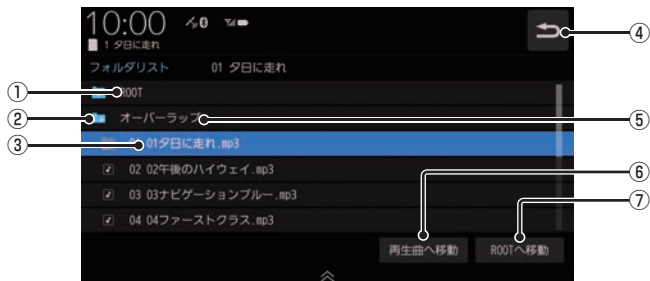 10:00
1 夕日に走れ
④
フォルダリスト 01 夕日に走れ
① ROOT
② オーバーラップ ⑤
③ 01夕日に走れ.mp3
02 02午後のハイウェイ.mp3
⑥
03 03ナビゲーションブルー.mp3
⑦
04 04ファーストクラス.mp3
再生曲へ移動 ROOTへ移動